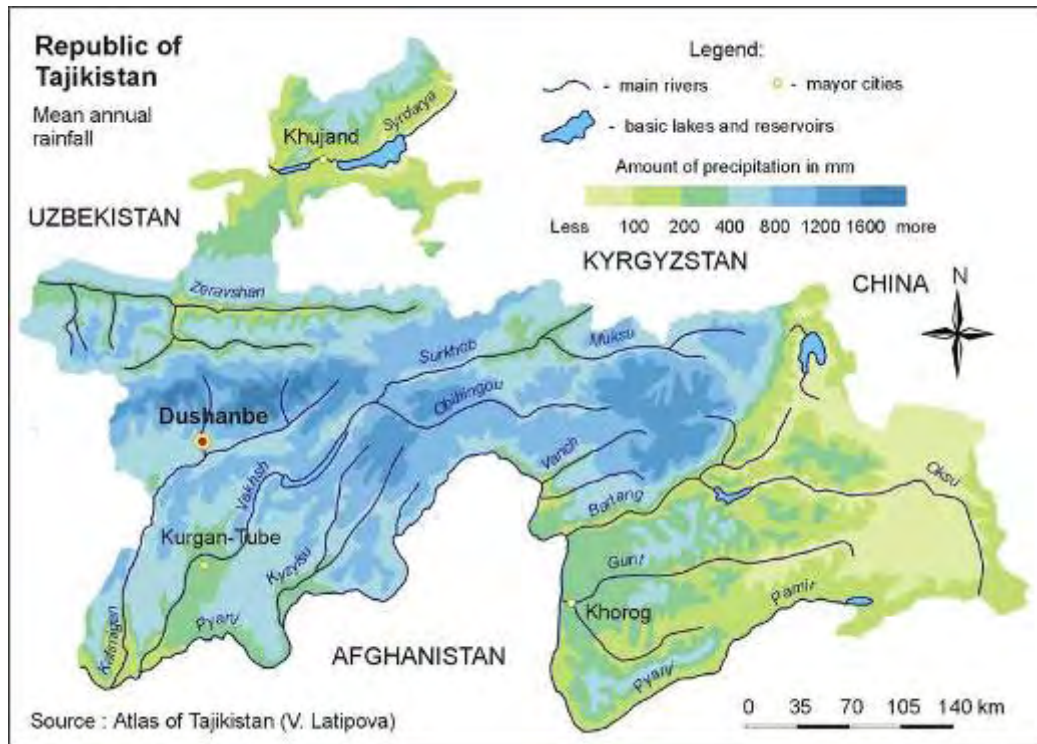 Republic of
Tajikistan
Mean annual
rainfall
Legend:
- main rivers
- mayor cities
- basic lakes and reservoirs
Amount of precipitation in mm
Less 100 200 400 800 1200 1600 more
Khujand
Syrdarya
UZBEKISTAN
KYRGYZSTAN
CHINA
N
Zeravshan
Surkhob
Muksu
Dushanbe
Vanch
Vakhsh
Bartang
Oksu
Kurgan-Tube
Kyzylsu
Gunt
Khorog
Pamir
Pyanj
AFGHANISTAN
Pyanj
Source : Atlas of Tajikistan (V. Latipova)
0 35 70 105 140 km